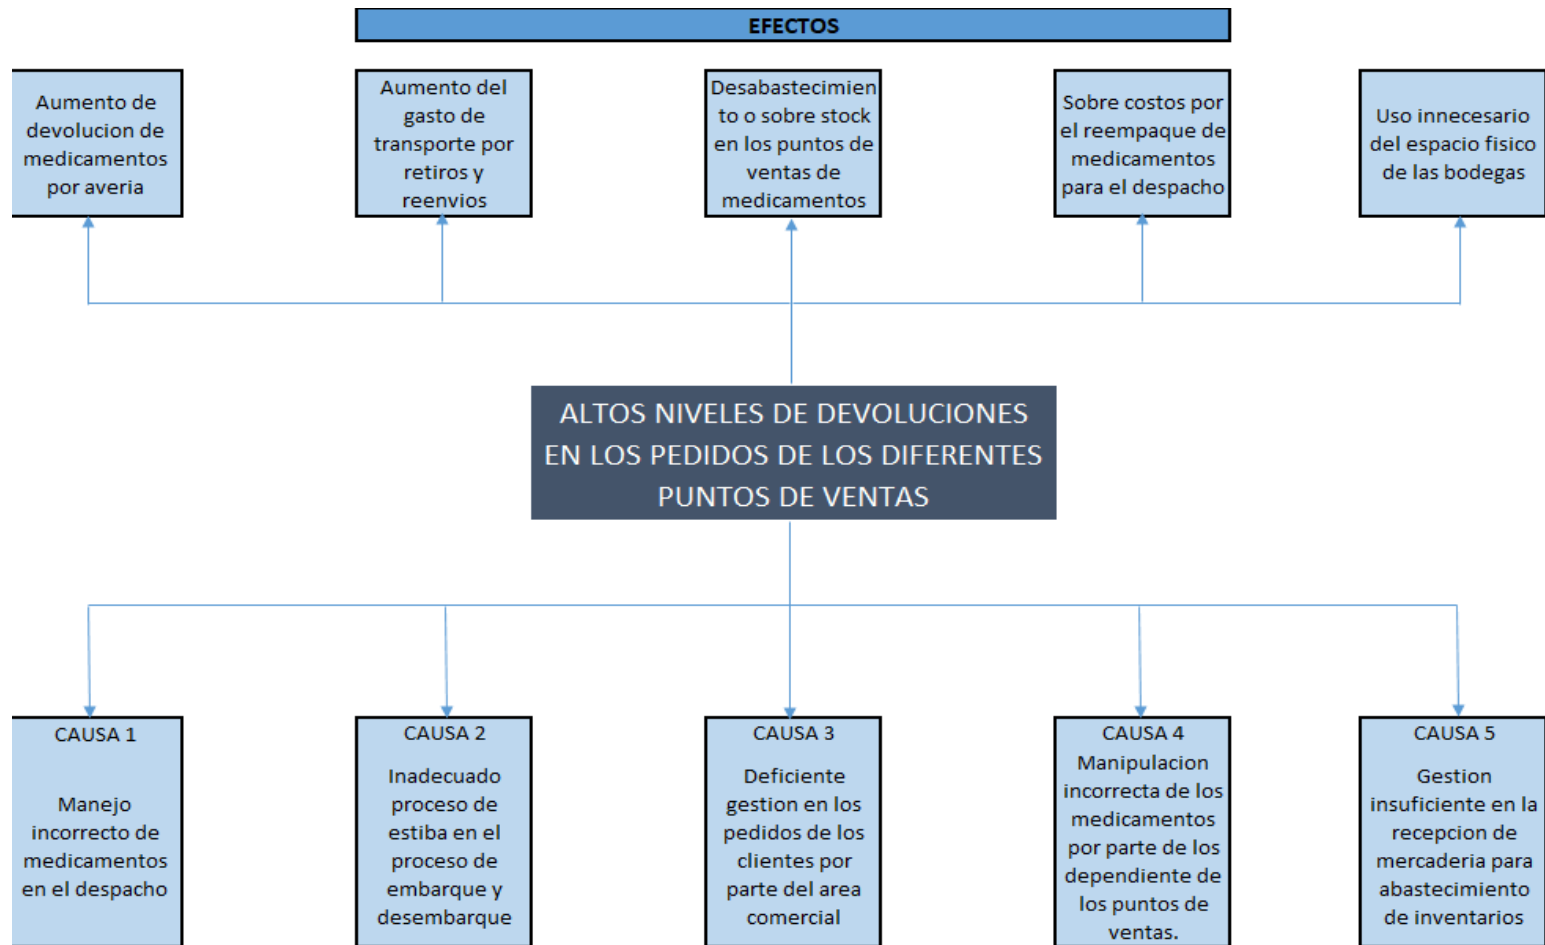 EFECTOS
Aumento de
devolucion de
medicamentos
por averia
Aumento del
gasto de
transporte por
retiros y
reenvios
Desabastecimien
to o sobre stock
en los puntos de
ventas de
medicamentos
Sobre costos por
el reempaque de
medicamentos
para el despacho
Uso innecesario
del espacio fisico
de las bodegas
ALTOS NIVELES DE DEVOLUCIONES
EN LOS PEDIDOS DE LOS DIFERENTES
PUNTOS DE VENTAS
CAUSA 1
Manejo
incorrecto de
medicamentos
en el despacho
CAUSA 2
Inadecuado
proceso de
estiba en el
proceso de
embarque y
desembarque
CAUSA 3
Deficiente
gestion en los
pedidos de los
clientes por
parte del area
comercial
CAUSA 4
Manipulacion
incorrecta de los
medicamentos
por parte de los
dependiente de
los puntos de
ventas.
CAUSA 5
Gestion
insuficiente en la
recepcion de
mercaderia para
abastecimiento
de inventarios